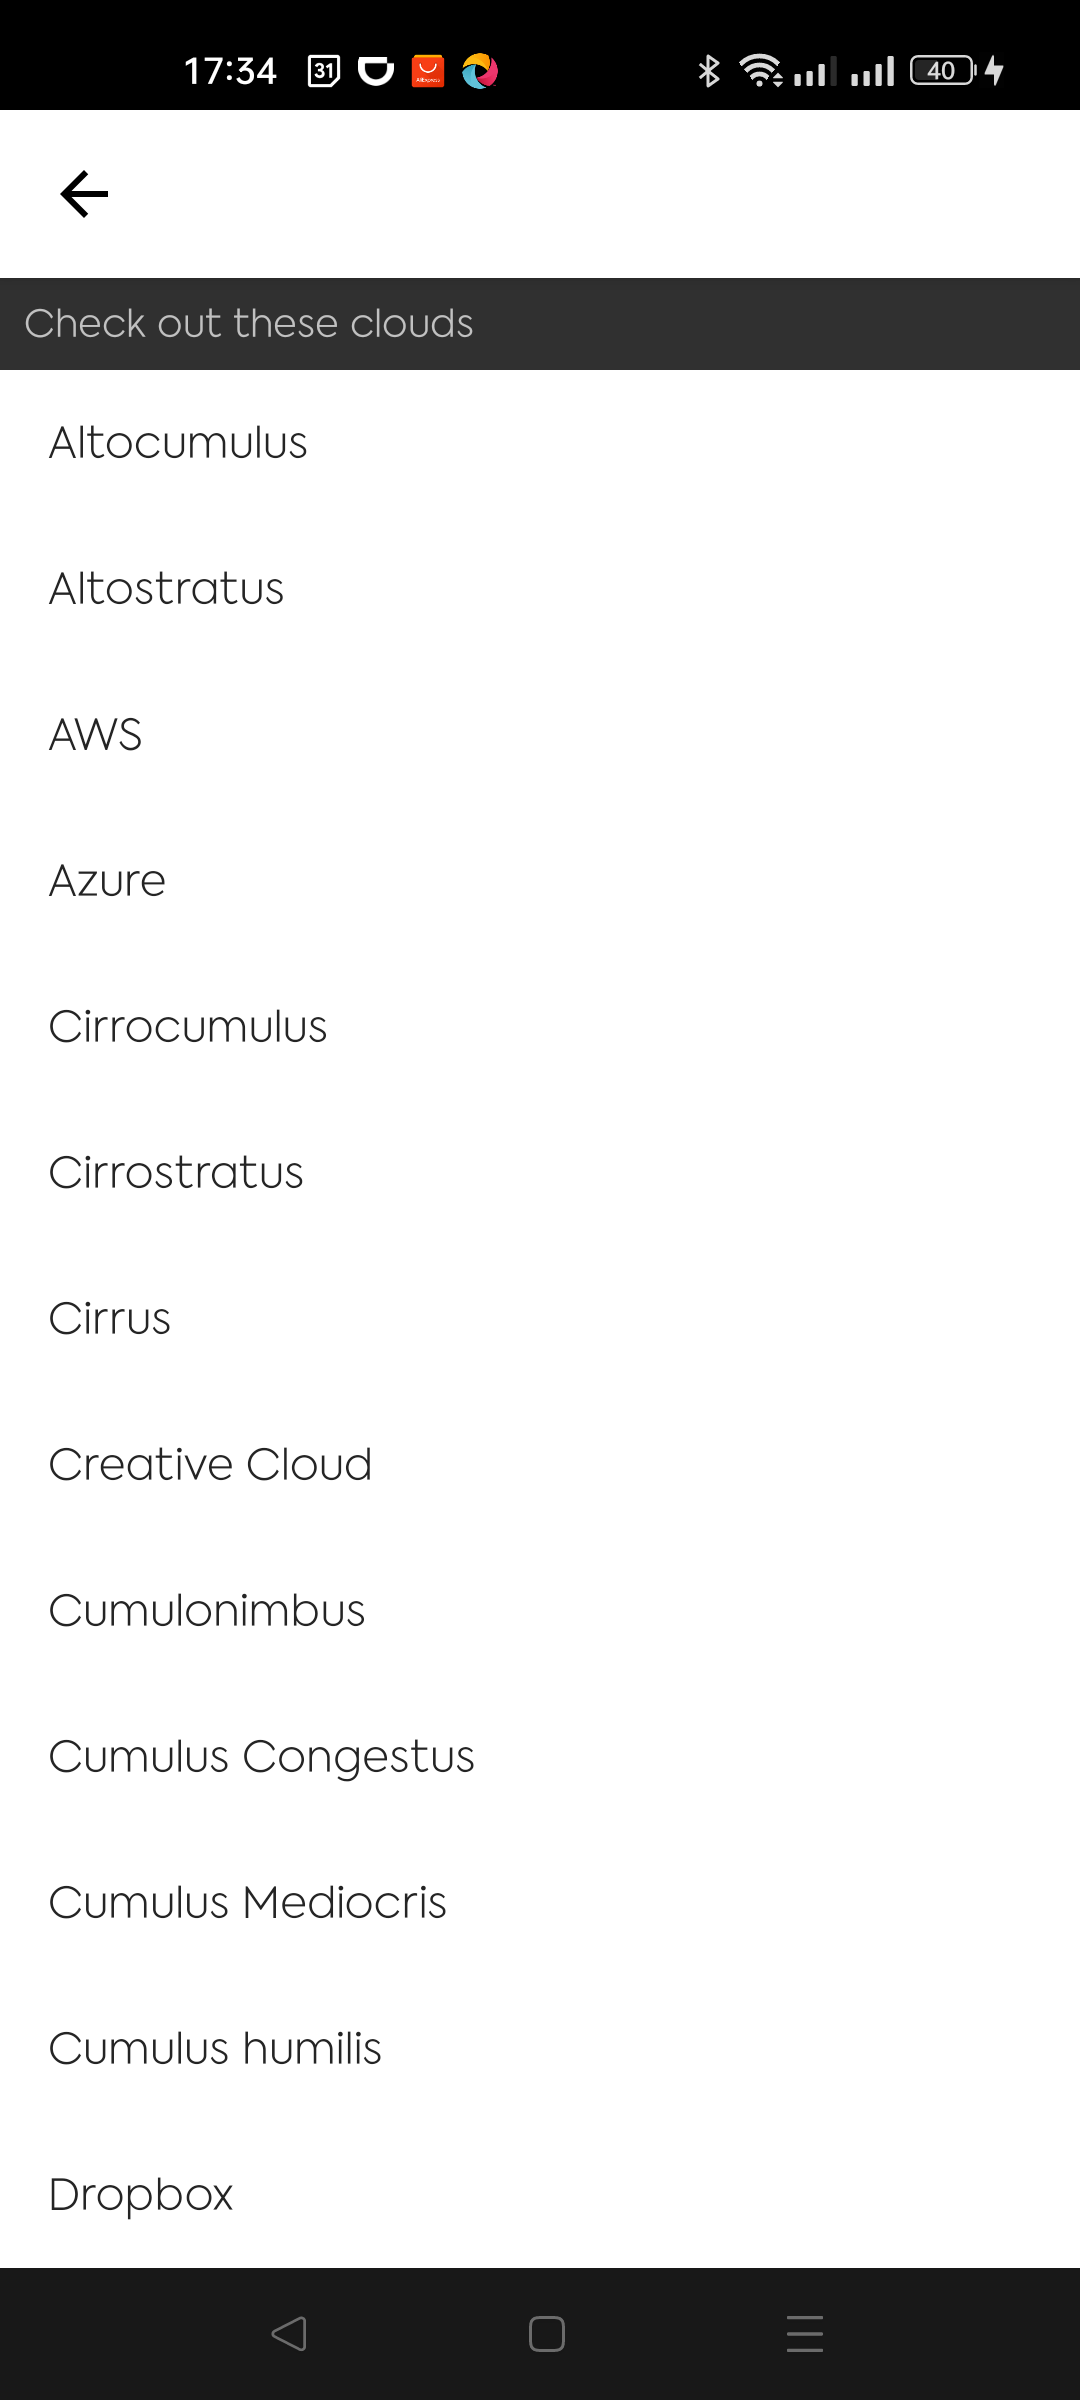 17:34 31 40
Check out these clouds
Altocumulus
Altostratus
AWS
Azure
Cirrocumulus
Cirrostratus
Cirrus
Creative Cloud
Cumulonimbus
Cumulus Congestus
Cumulus Mediocris
Cumulus humilis
Dropbox